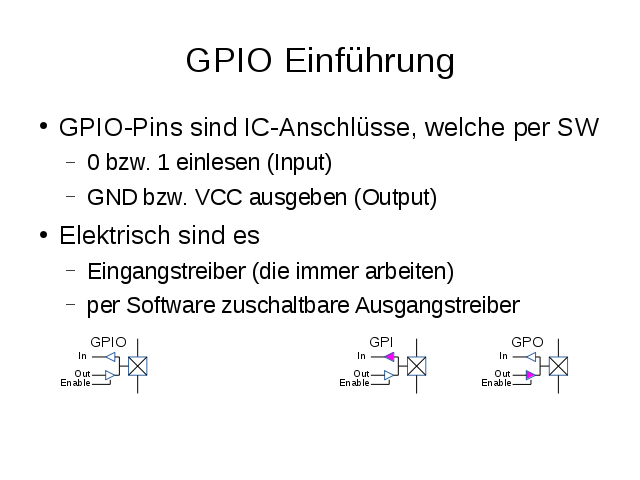 GPIO Einführung
• GPIO-Pins sind IC-Anschlüsse, welche per SW
– 0 bzw. 1 einlesen (Input)
– GND bzw. VCC ausgeben (Output)
• Elektrisch sind es
– Eingangstreiber (die immer arbeiten)
– per Software zuschaltbare Ausgangstreiber
GPIO
In
Out
Enable
GPI
In
Out
Enable
GPO
In
Out
Enable